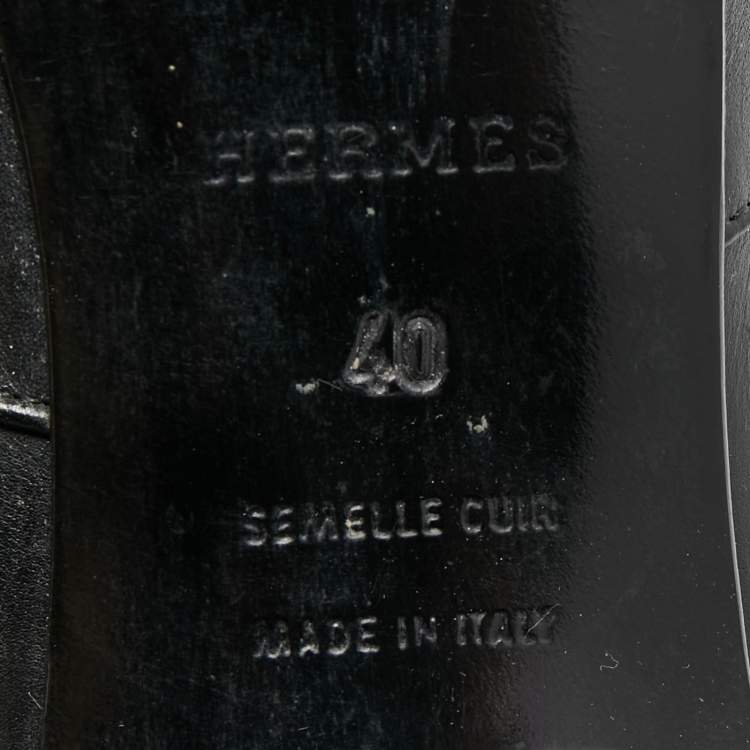 HERMES
40
SEMELLE CUIR
MADE IN ITALY